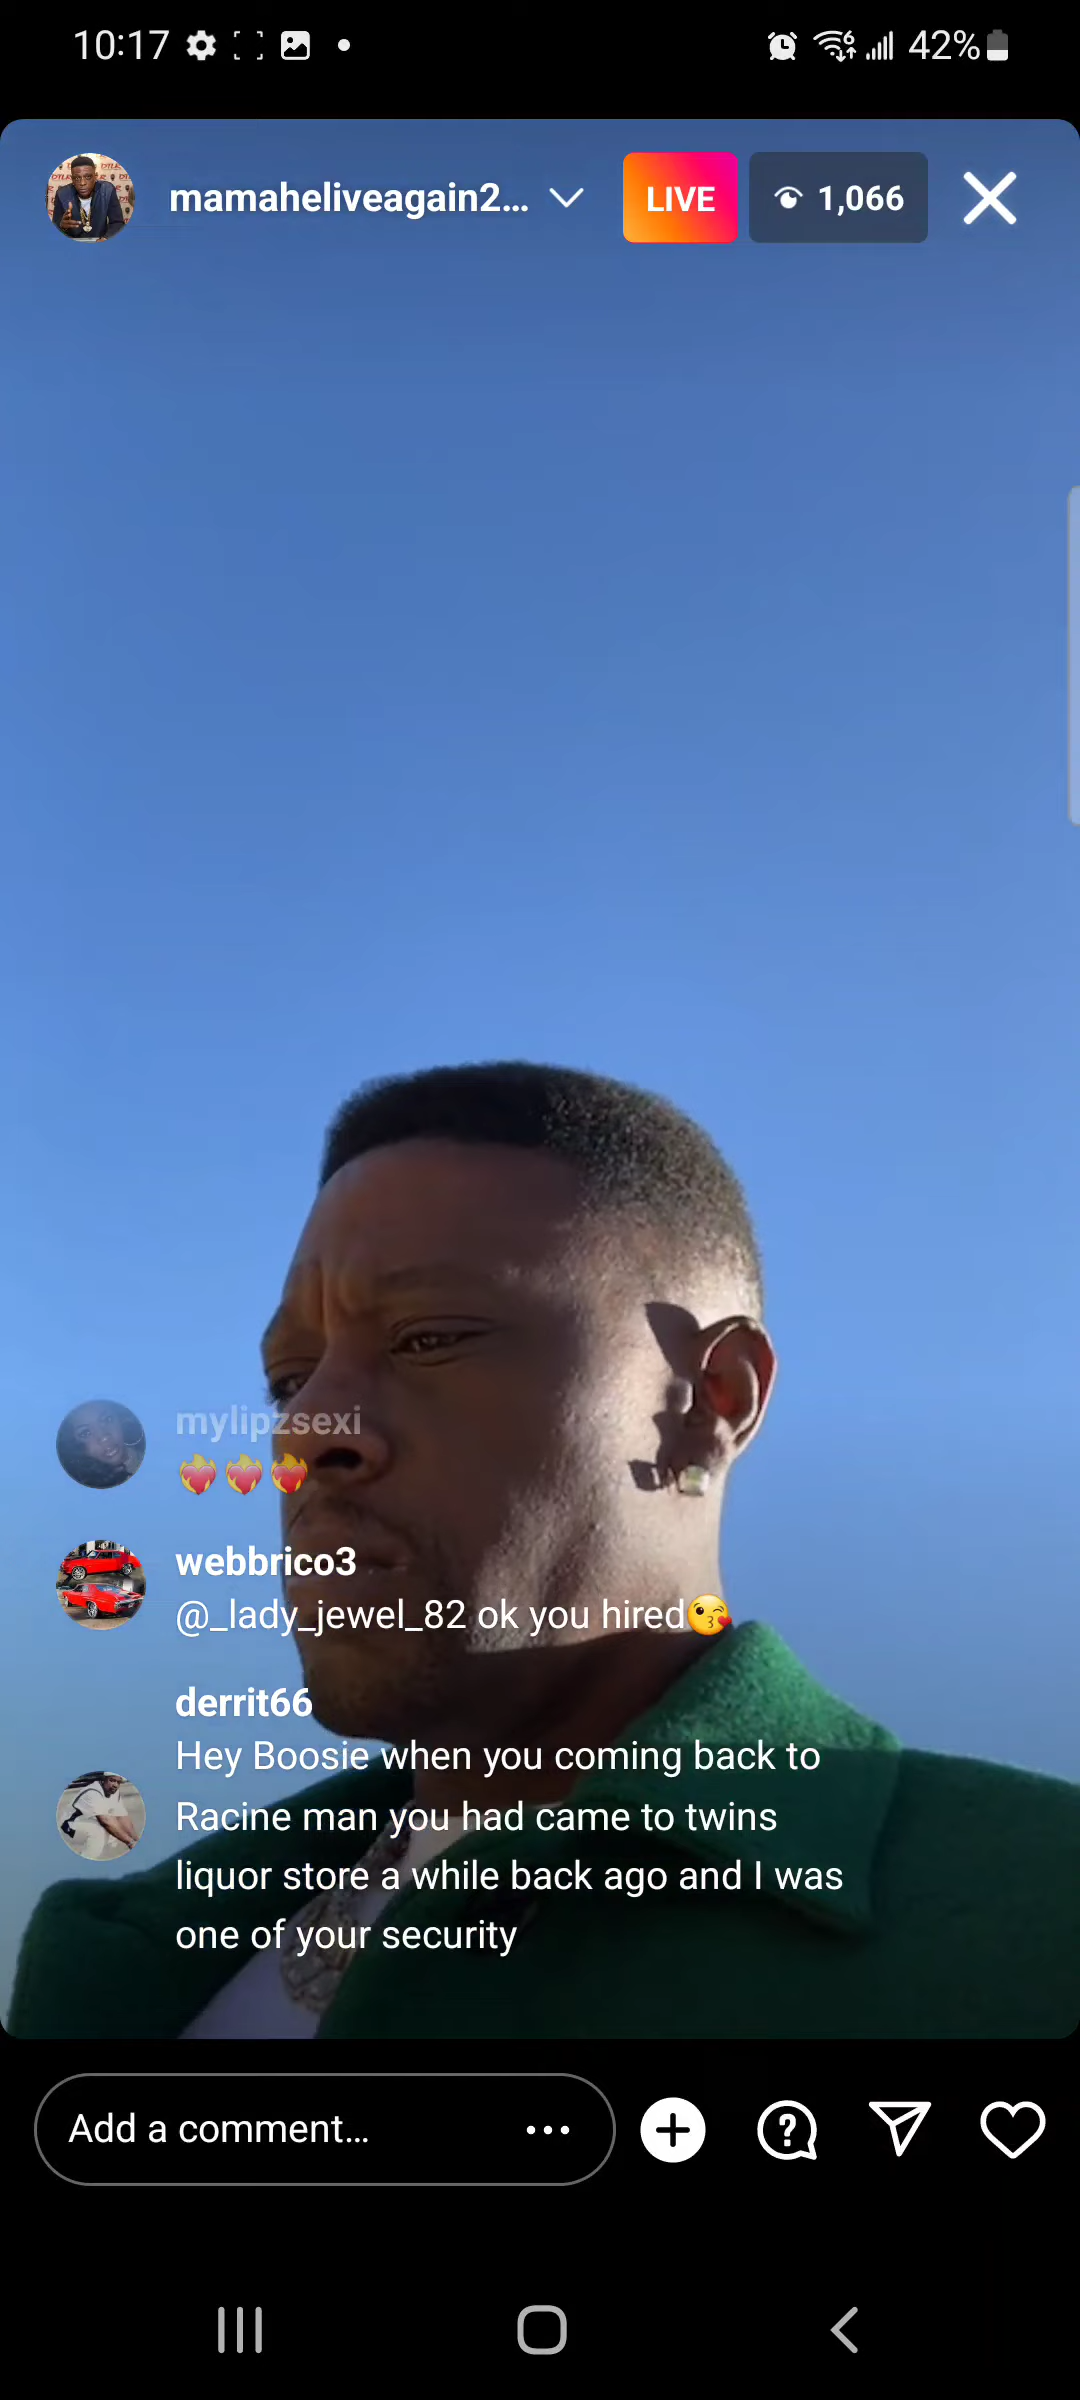 10:17
42%
mamaheliveagain2...
LIVE
1,066
mylipzsexi
webbrico3
@_lady_jewel_82 ok you hired😘
derrit66
Hey Boosie when you coming back to
Racine man you had came to twins
liquor store a while back ago and I was
one of your security
Add a comment...